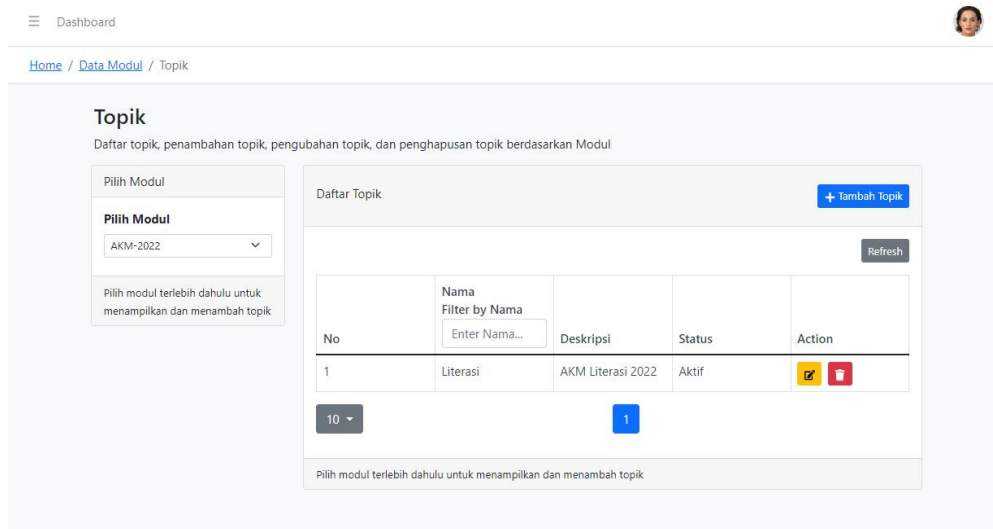 Dashboard
Home / Data Modul / Topik
Topik
Daftar topik, penambahan topik, pengubahan topik, dan penghapusan topik berdasarkan Modul
Pilih Modul
Pilih Modul
AKM-2022
Pilih modul terlebih dahulu untuk
menampilkan dan menambah topik
Daftar Topik
+ Tambah Topik
Refresh
No
Nama
Filter by Nama
Enter Nama...
Deskripsi
Status
Action
1 Literasi AKM Literasi 2022 Aktif
10
1
Pilih modul terlebih dahulu untuk menampilkan dan menambah topik